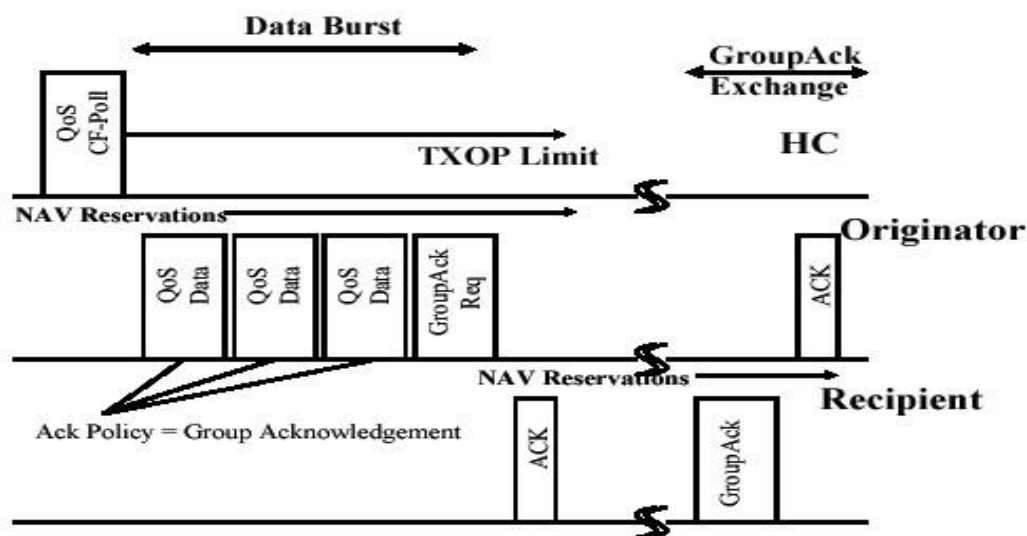 Data Burst
GroupAck
Exchange
QoS
CF-Poll
TXOP Limit
HC
NAV Reservations
Originator
QoS
Data
QoS
Data
QoS
Data
GroupAck
Req
ACK
NAV Reservations
Recipient
Ack Policy = Group Acknowledgement
ACK
GroupAck